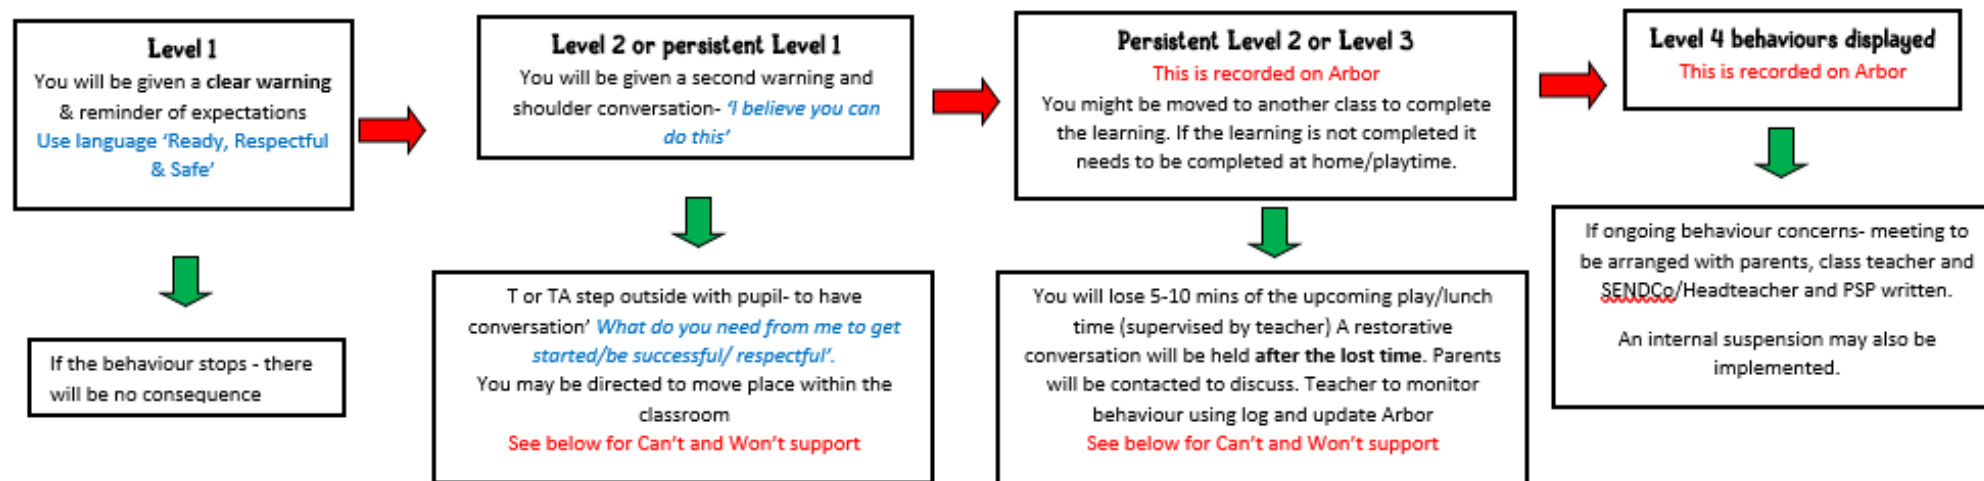 Level 1
You will be given a clear warning
& reminder of expectations
Use language ‘Ready, Respectful
& Safe’
If the behaviour stops - there
will be no consequence
Level 2 or persistent Level 1
You will be given a second warning and
shoulder conversation- ‘I believe you can
do this’
T or TA step outside with pupil- to have
conversation’ What do you need from me to get
started/be successful/ respectful’.
You may be directed to move place within the
classroom
See below for Can’t and Won’t support
Persistent Level 2 or Level 3
This is recorded on Arbor
You might be moved to another class to complete
the learning. If the learning is not completed it
needs to be completed at home/playtime.
You will lose 5-10 mins of the upcoming play/lunch
time (supervised by teacher) A restorative
conversation will be held after the lost time. Parents
will be contacted to discuss. Teacher to monitor
behaviour using log and update Arbor
See below for Can’t and Won’t support
Level 4 behaviours displayed
This is recorded on Arbor
If ongoing behaviour concerns- meeting to
be arranged with parents, class teacher and
SENDCo/Headteacher and PSP written.
An internal suspension may also be
implemented.